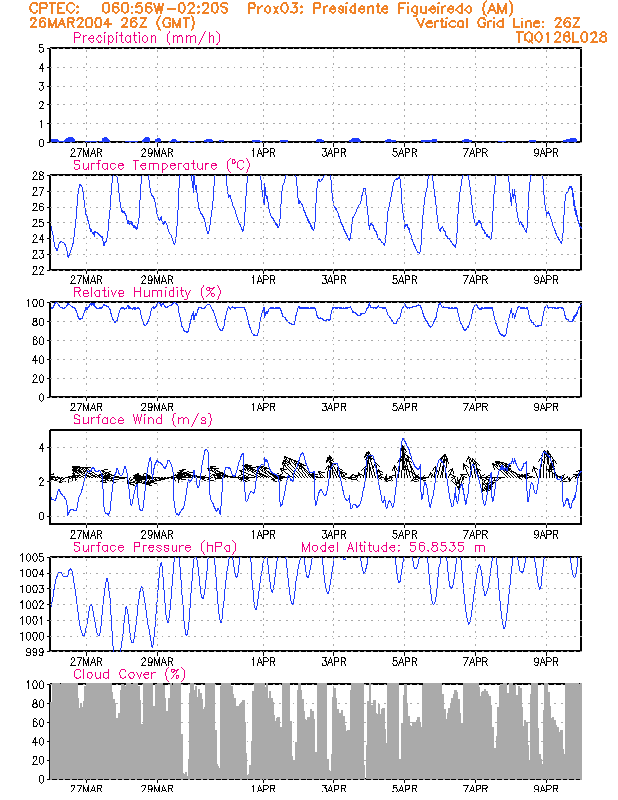 CPTEC: 060:56W-02:20S Prox03: Presidente Figueiredo (AM)
26MAR2004 26Z (GMT) Vertical Grid Line: 26Z
Precipitation (mm/h) TQ0126L028
5
4
3
2
1
0
27MAR 29MAR 1APR 3APR 5APR 7APR 9APR
Surface Temperature (ºC)
28
27
26
25
24
23
22
27MAR 29MAR 1APR 3APR 5APR 7APR 9APR
Relative Humidity (%)
100
80
60
40
20
0
27MAR 29MAR 1APR 3APR 5APR 7APR 9APR
Surface Wind (m/s)
4
2
0
27MAR 29MAR 1APR 3APR 5APR 7APR 9APR
Surface Pressure (hPa) Model Altitude: 56.8535 m
1005
1004
1003
1002
1001
1000
999
27MAR 29MAR 1APR 3APR 5APR 7APR 9APR
Cloud Cover (%)
100
80
60
40
20
0
27MAR 29MAR 1APR 3APR 5APR 7APR 9APR